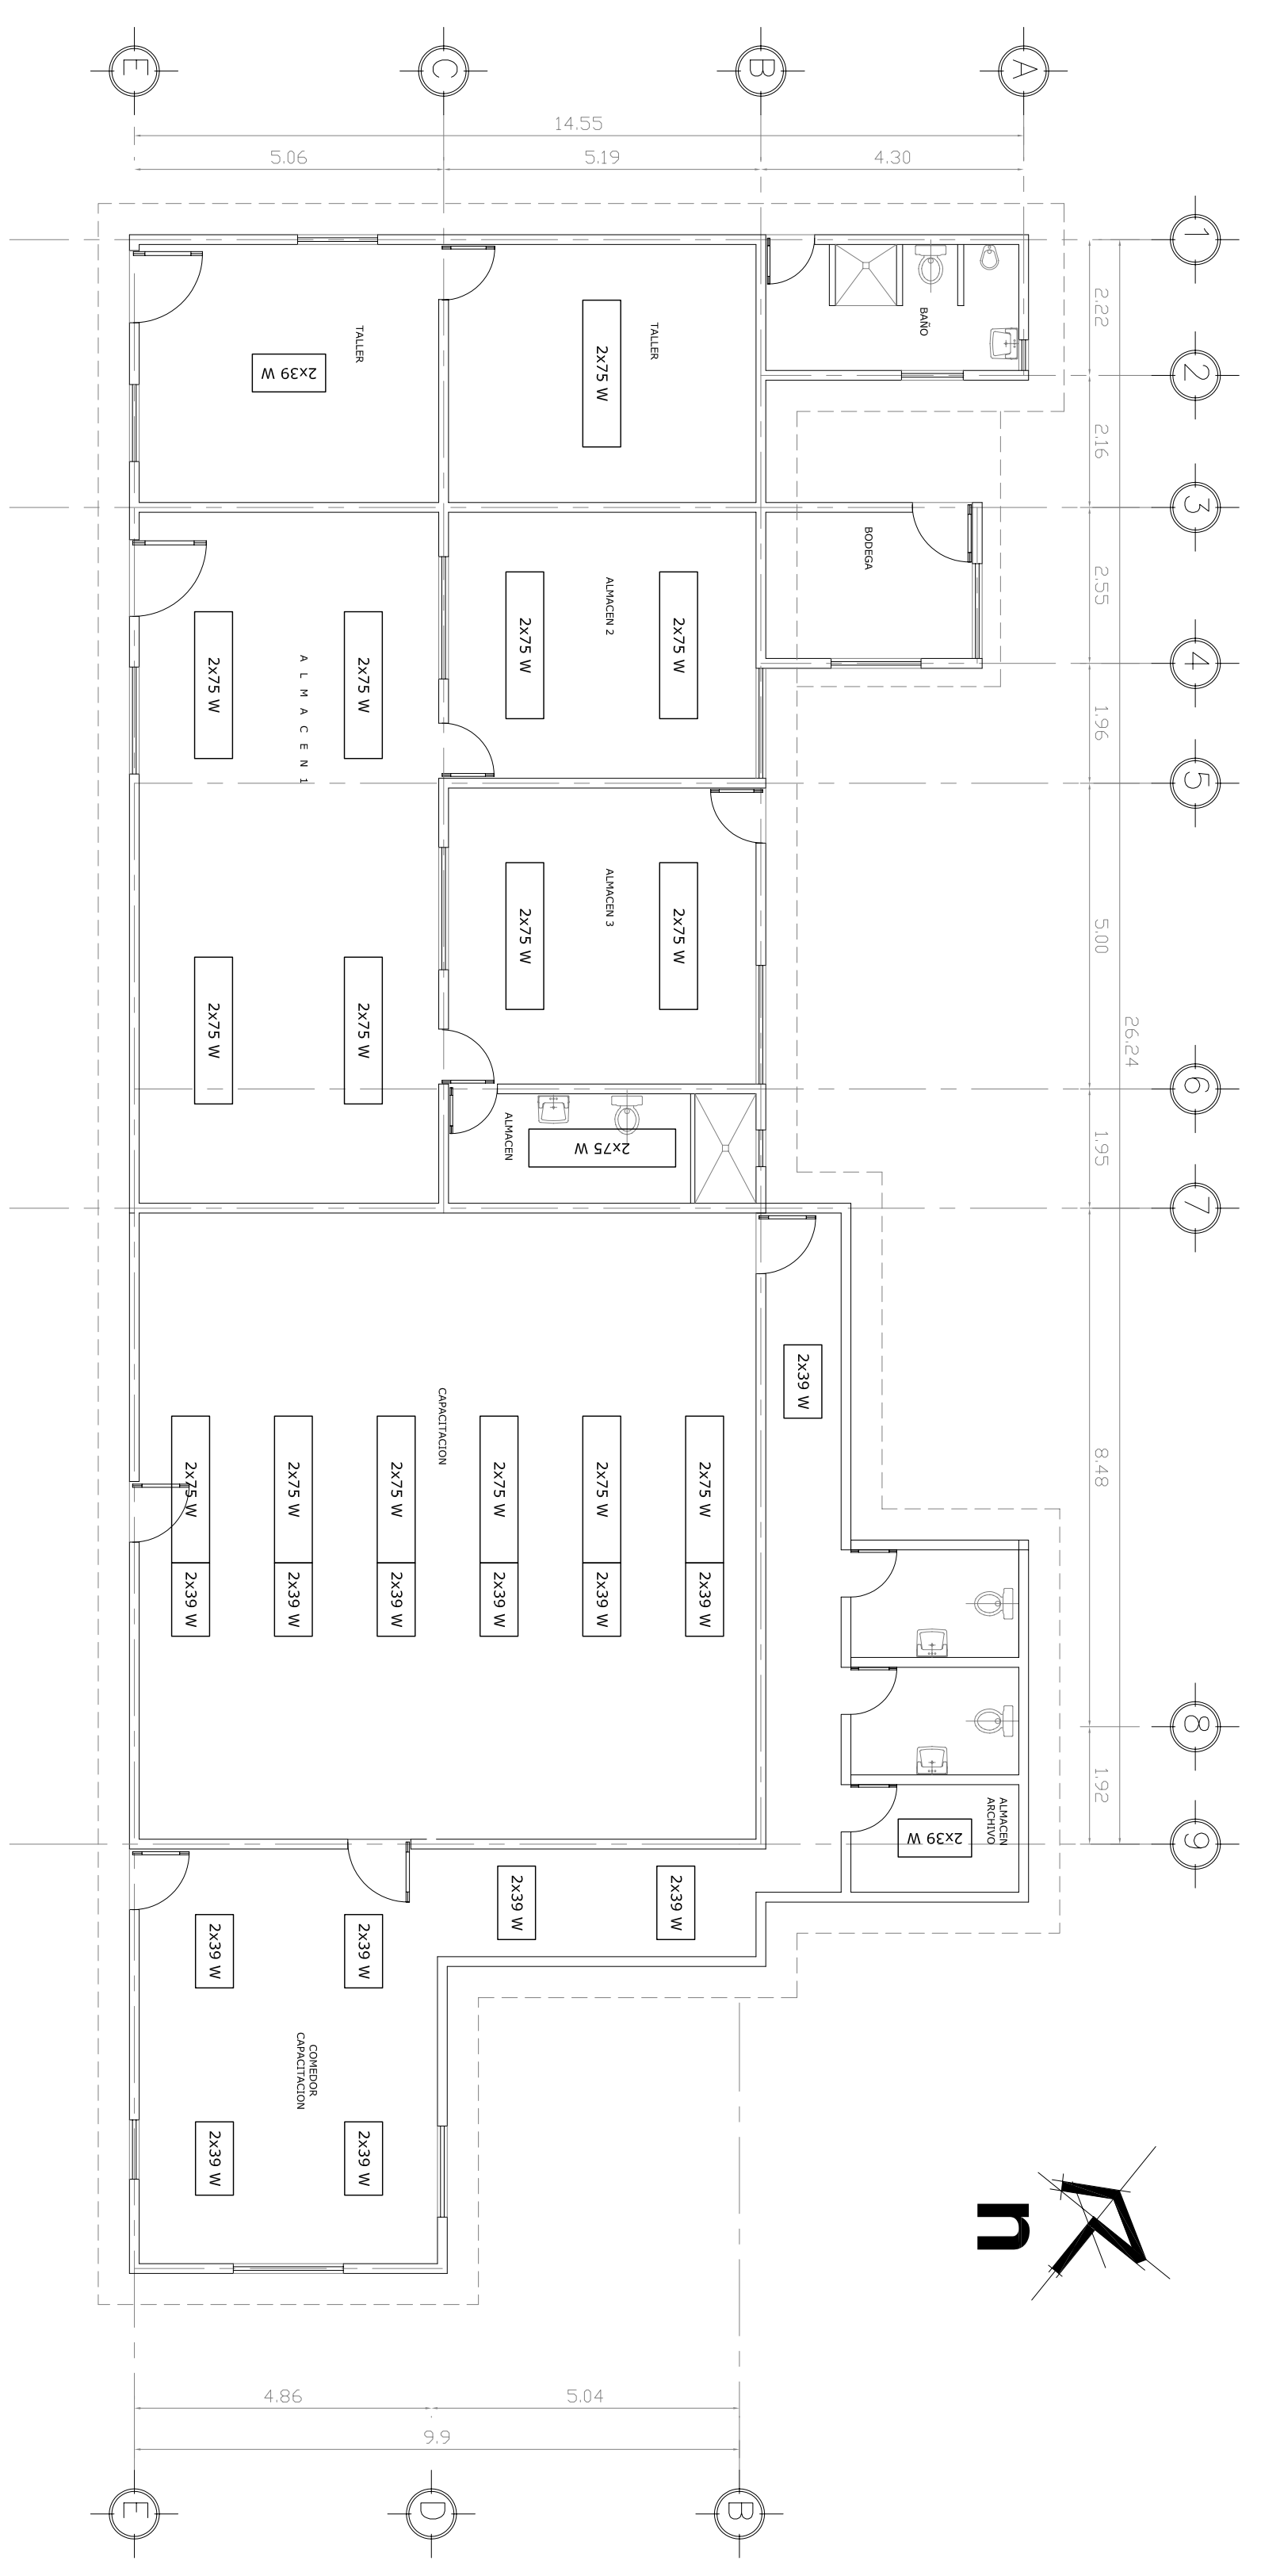 E
C
B
A
14.55
5.06
5.19
4.30
1
2.22
BAÑO
TALLER
TALLER
2x39 W
2x75 W
2
2.16
3
BODEGA
2.55
ALMACEN 2
2x75 W
2x75 W
2x75 W
2x75 W
A L M A C E N 1
4
1.96
5
ALMACEN 3
2x75 W
2x75 W
5.00
2x75 W
2x75 W
26.24
6
ALMACEN
2x75 W
1.95
7
2x39 W
CAPACITACION
8.48
2x75 W
2x75 W
2x75 W
2x75 W
2x75 W
2x75 W
2x39 W
2x39 W
2x39 W
2x39 W
2x39 W
2x39 W
8
1.92
ALMACEN
ARCHIVO
2x39 W
9
2x39 W
2x39 W
2x39 W
2x39 W
COMEDOR
CAPACITACION
2x39 W
2x39 W
n
4.86
5.04
9.9
E
D
B